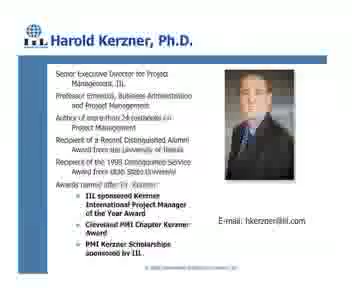 IIL Harold Kerzner, Ph.D.
Senior Executive Director for Project
Management, IIL
Professor Emeritus, Business Administration
and Project Management
Author of more than 24 textbooks on
Project Management
Recipient of a Recent Distinguished Alumni
Award from the University of Illinois
Recipient of the 1998 Distinguished Service
Award from Utah State University
Awards named after Dr. Kerzner:
IIL sponsored Kerzner
International Project Manager
of the Year Award
Cleveland PMI Chapter Kerzner
Award
PMI Kerzner Scholarships
sponsored by IIL
E-mail: hkerzner@iil.com